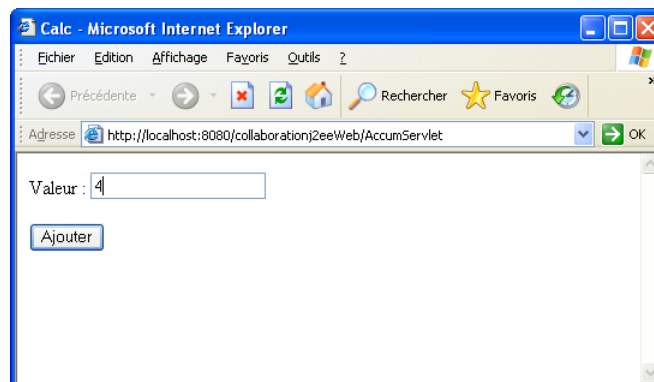 Calc - Microsoft Internet Explorer
Fichier Edition Affichage Favoris Outils ?
Précédente Rechercher Favoris »
Adresse http://localhost:8080/collaborationj2eeWeb/AccumServlet OK
Valeur : 4
Ajouter